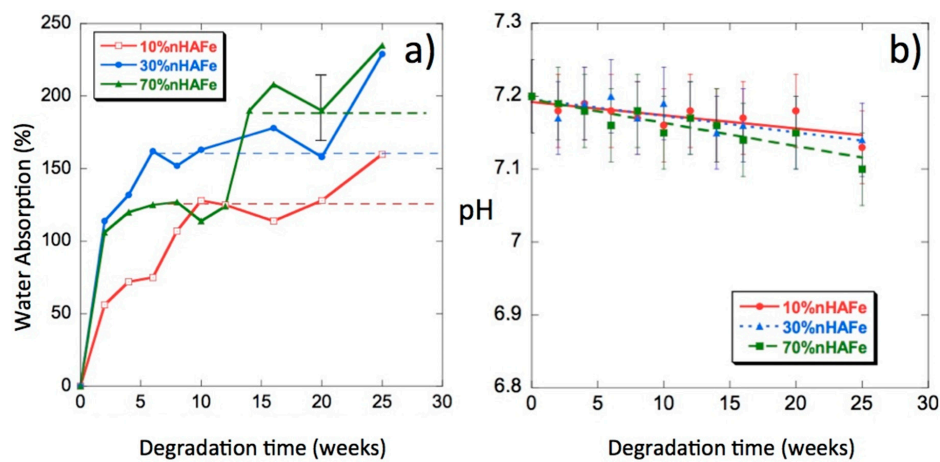 250
200
150
100
50
0
Water Absorption (%)
10%nHAFe
30%nHAFe
70%nHAFe
a)
0 5 10 15 20 25 30
Degradation time (weeks)
7.3
7.2
7.1
7
6.9
6.8
pH
b)
10%nHAFe
30%nHAFe
70%nHAFe
0 5 10 15 20 25 30
Degradation time (weeks)